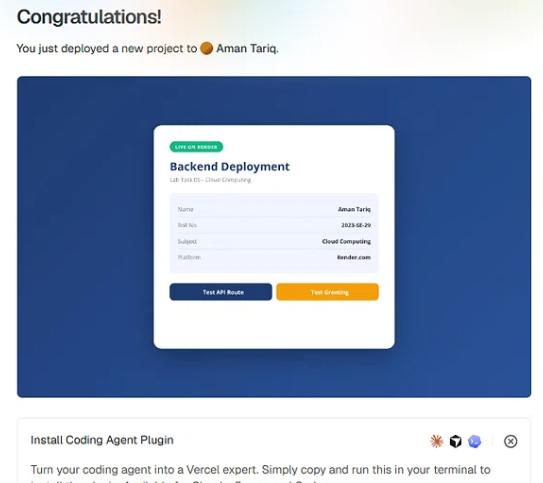 Congratulations!
You just deployed a new project to Aman Tariq.
LIVE ON RENDER
Backend Deployment
Lab Task 05 - Cloud Computing
Name Aman Tariq
Roll No. 2023-SE-29
Subject Cloud Computing
Platform Render.com
Test API Route Test Greeting
Install Coding Agent Plugin
Turn your coding agent into a Vercel expert. Simply copy and run this in your terminal to